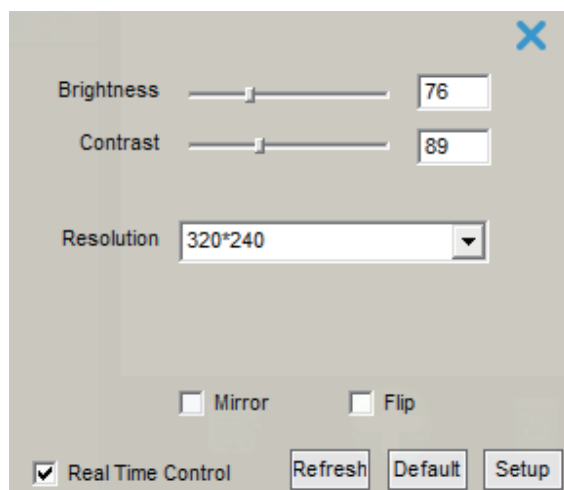 Brightness 76
Contrast 89
Resolution 320*240
Mirror Flip
Real Time Control Refresh Default Setup